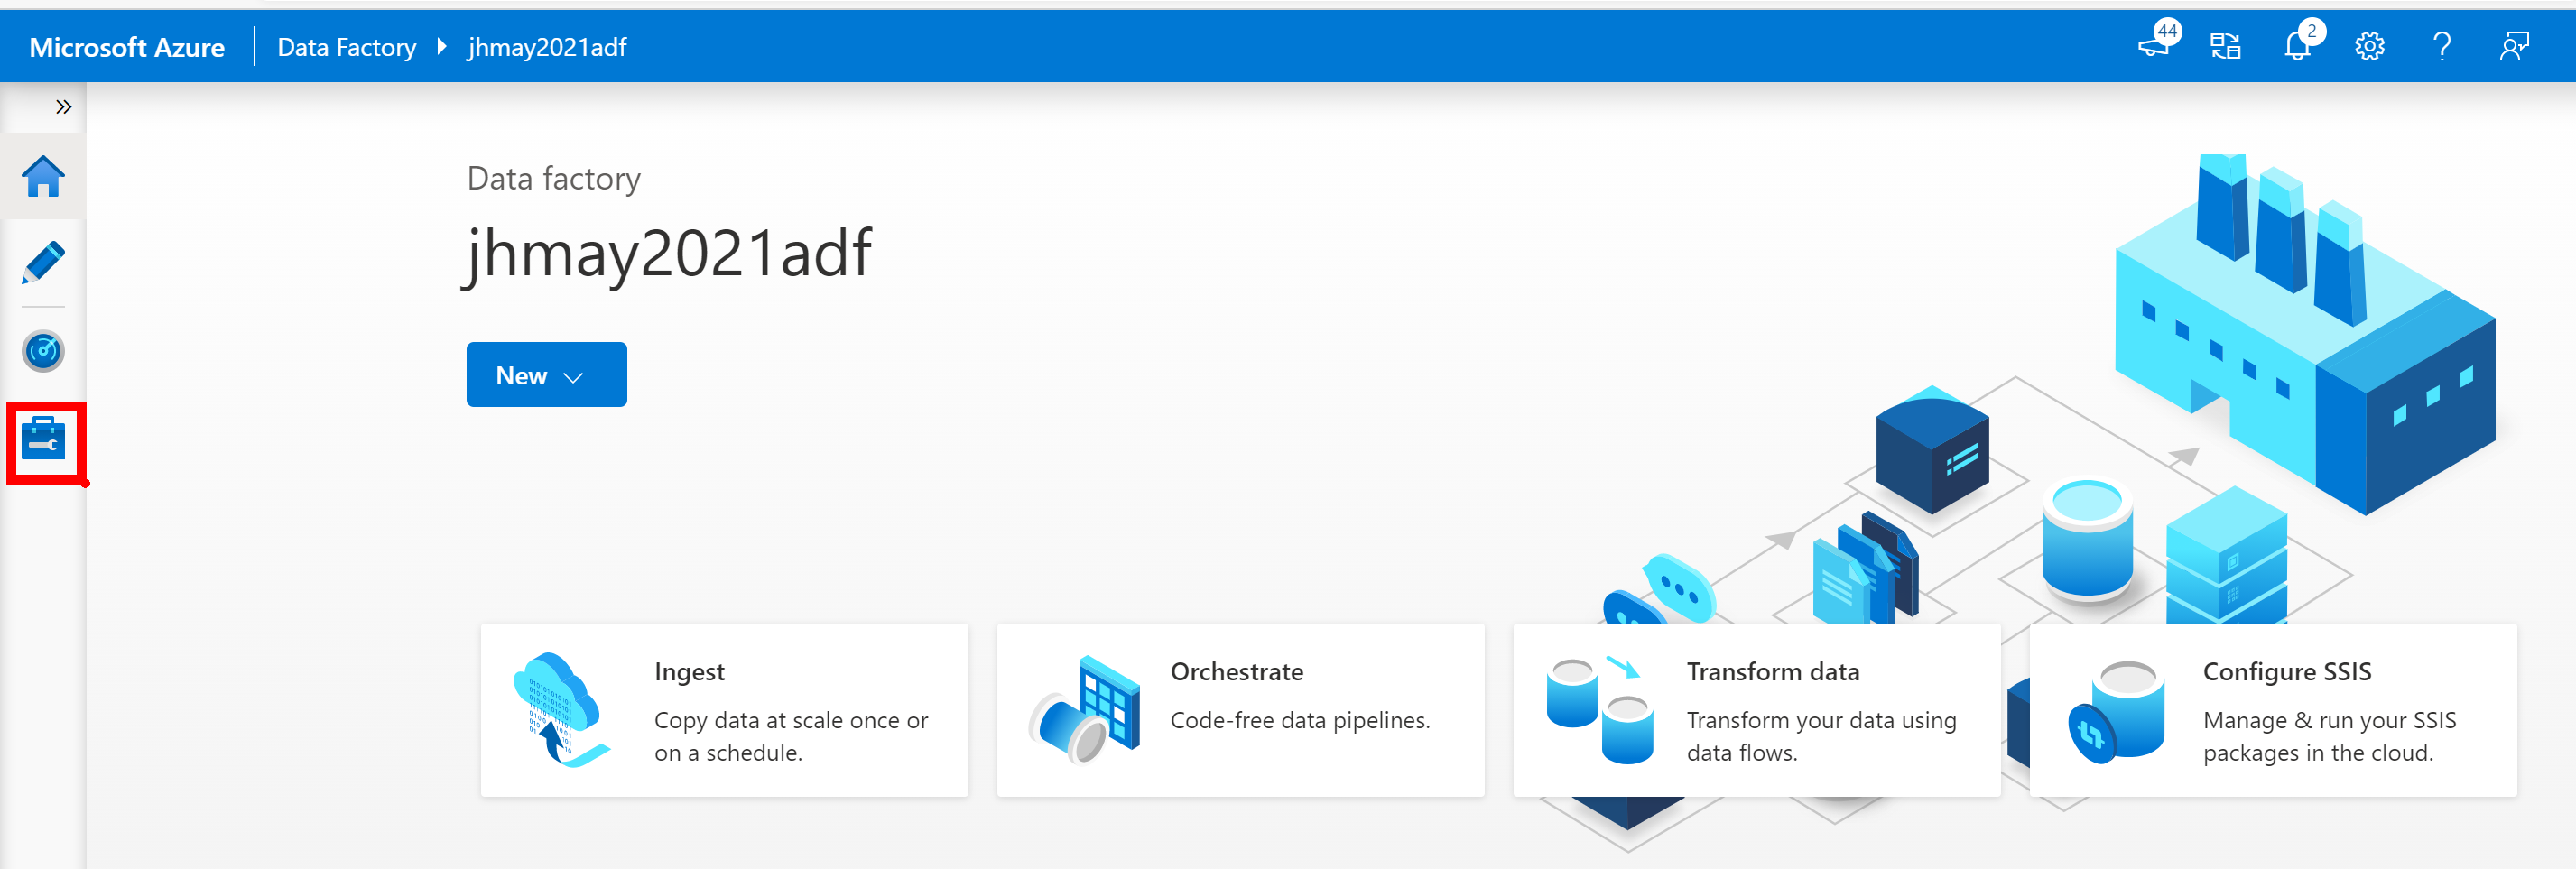 Microsoft Azure
Data Factory
jhmay2021adf
44
2
Data factory
jhmay2021adf
New
Ingest
Copy data at scale once or
on a schedule.
Orchestrate
Code-free data pipelines.
Transform data
Transform your data using
data flows.
Configure SSIS
Manage & run your SSIS
packages in the cloud.